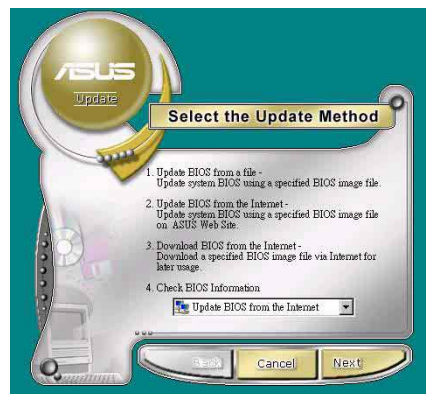 ASUS
Update
Select the Update Method
1. Update BIOS from a file -
Update system BIOS using a specified BIOS image file.
2. Update BIOS from the Internet -
Update system BIOS using a specified BIOS image file
on ASUS Web Site.
3. Download BIOS from the Internet -
Download a specified BIOS image file via Internet for
later usage.
4. Check BIOS Information
Update BIOS from the Internet
Back Cancel Next